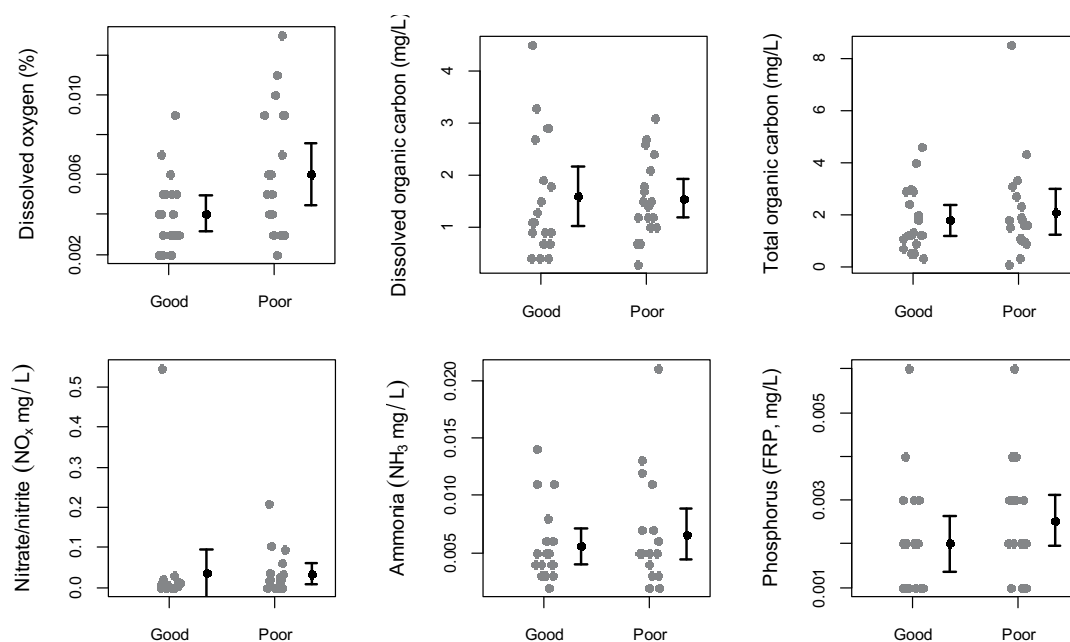 Dissolved oxygen (%)
0.010
0.006
0.002
Good
Poor
Dissolved organic carbon (mg/L)
4
3
2
1
Good
Poor
Total organic carbon (mg/L)
8
6
4
2
0
Good
Poor
Nitrate/nitrite (NOₓ mg/ L)
0.5
0.4
0.3
0.2
0.1
0.0
Good
Poor
Ammonia (NH₃ mg/ L)
0.020
0.015
0.010
0.005
Good
Poor
Phosphorus (FRP, mg/L)
0.005
0.003
0.001
Good
Poor